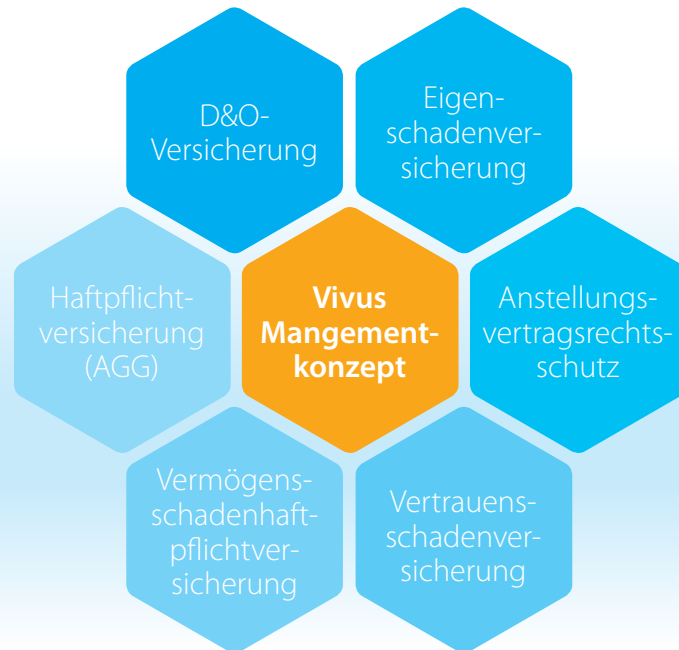 D&O-
Versicherung
Eigen-
schadenver-
sicherung
Haftpflicht-
versicherung
(AGG)
Vivus
Mangement-
konzept
Anstellungs-
vertragsrechts-
schutz
Vermögens-
schadenhaft-
pflichtver-
sicherung
Vertrauens-
schadenver-
sicherung